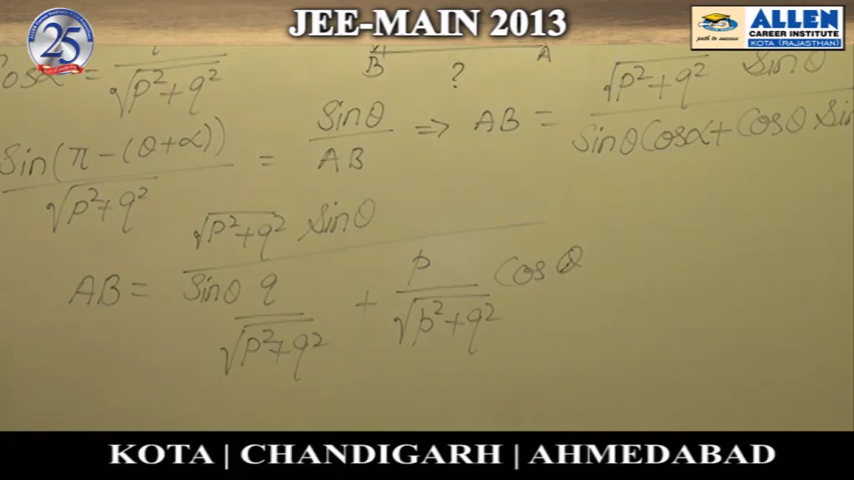 JEE-MAIN 2013
25
path to success
ALLEN
CAREER INSTITUTE
KOTA (RAJASTHAN)
Cosα = / √p²+q²
B ? A
Sin(π-(θ+α)) / √p²+q² = Sinθ / AB ⇒ AB = √p²+q² Sinθ / Sinθ Cosα + Cosθ Sin
AB = √p²+q² Sinθ / Sinθ q/√p²+q² + p/√p²+q² Cosθ
KOTA | CHANDIGARH | AHMEDABAD